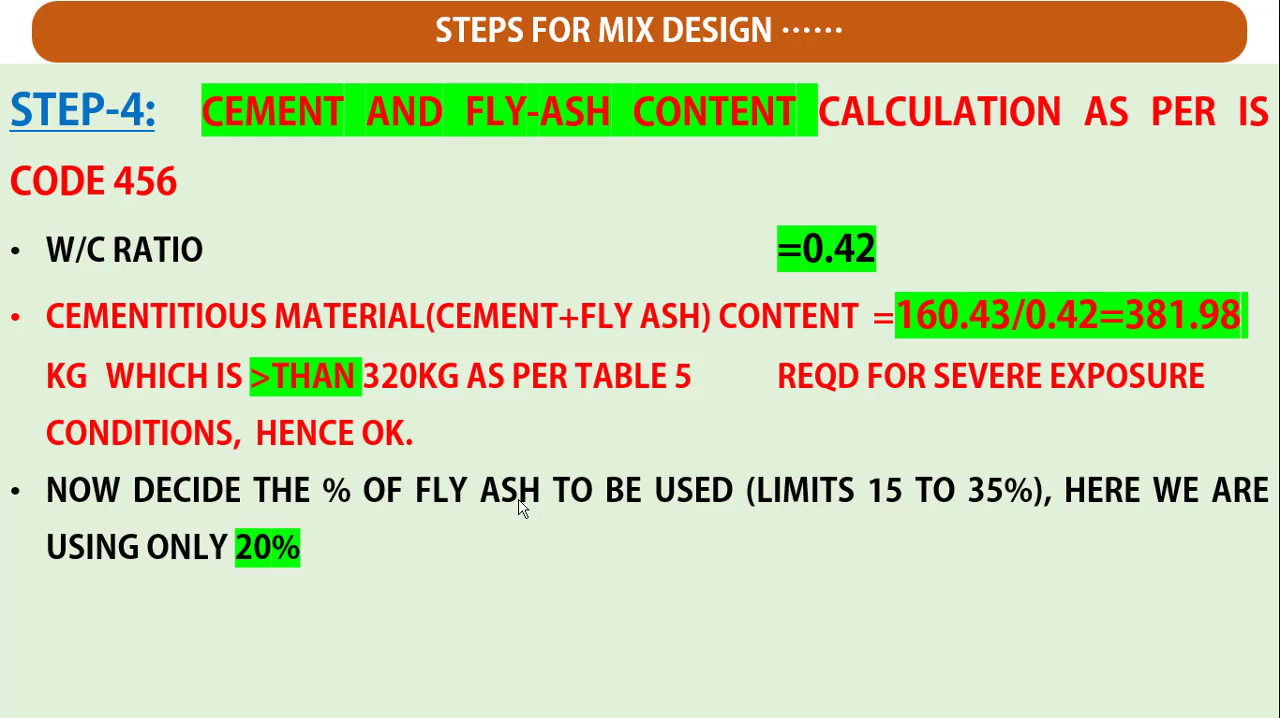 STEPS FOR MIX DESIGN ······
STEP-4: CEMENT AND FLY-ASH CONTENT CALCULATION AS PER IS
CODE 456
• W/C RATIO =0.42
• CEMENTITIOUS MATERIAL(CEMENT+FLY ASH) CONTENT =160.43/0.42=381.98
KG WHICH IS >THAN 320KG AS PER TABLE 5 REQD FOR SEVERE EXPOSURE
CONDITIONS, HENCE OK.
• NOW DECIDE THE % OF FLY ASH TO BE USED (LIMITS 15 TO 35%), HERE WE ARE
USING ONLY 20%